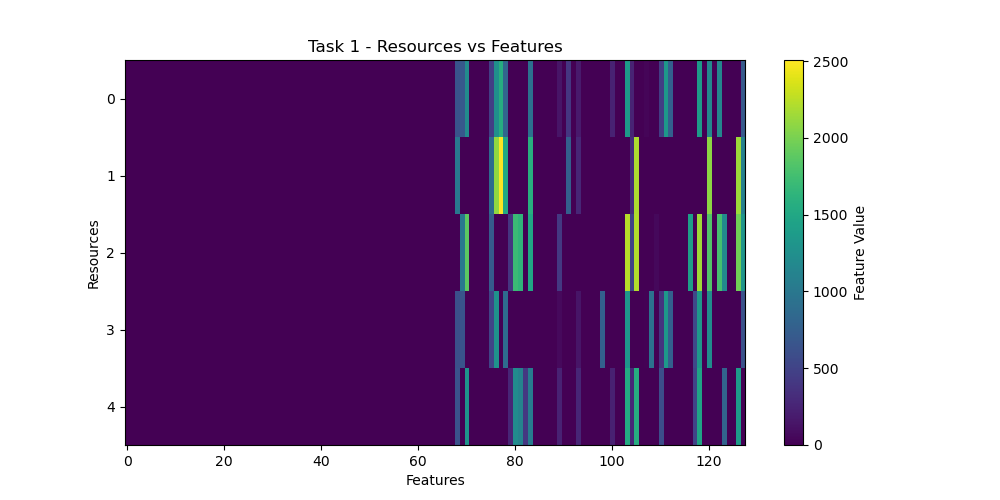 Task 1 - Resources vs Features
Resources
0
1
2
3
4
0 20 40 60 80 100 120
Features
2500
2000
1500
1000
500
0
Feature Value